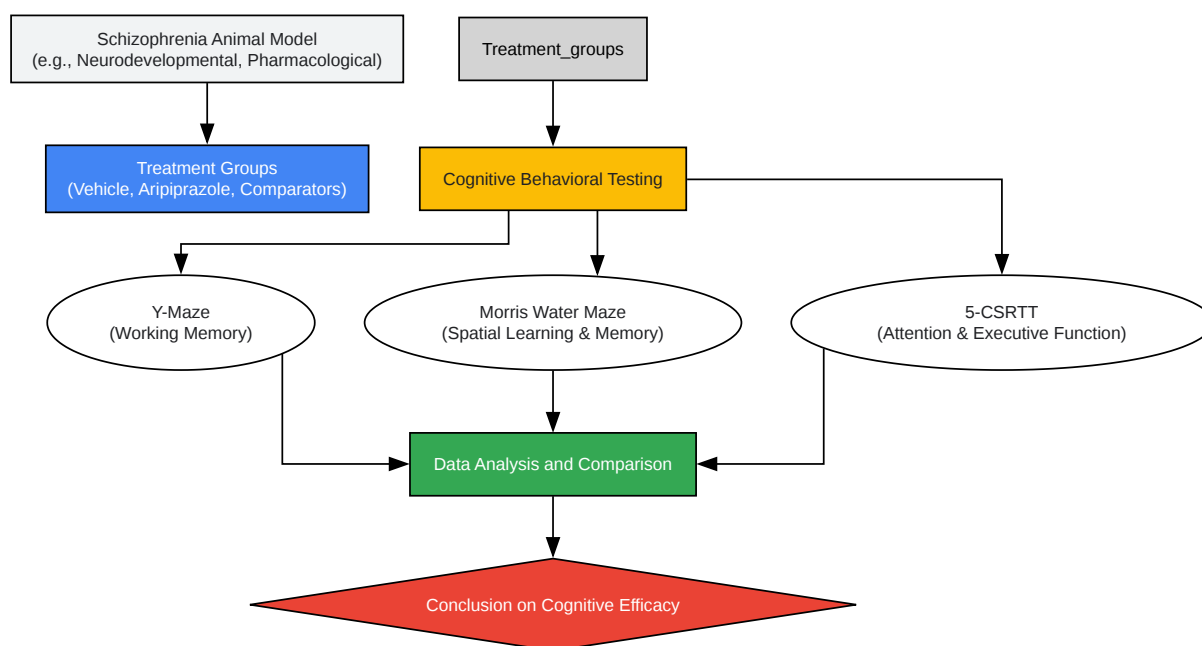 Schizophrenia Animal Model
(e.g., Neurodevelopmental, Pharmacological)
Treatment_groups
Treatment Groups
(Vehicle, Aripiprazole, Comparators)
Cognitive Behavioral Testing
Y-Maze
(Working Memory)
Morris Water Maze
(Spatial Learning & Memory)
5-CSRTT
(Attention & Executive Function)
Data Analysis and Comparison
Conclusion on Cognitive Efficacy